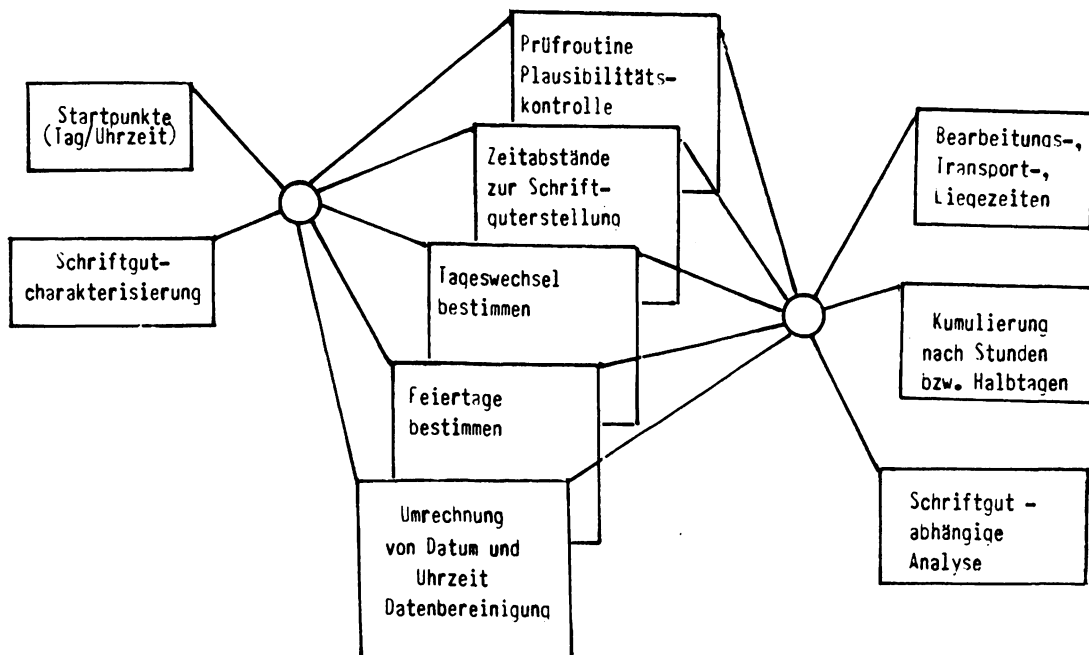 Startpunkte
(Tag/Uhrzeit)
Schriftgut-
charakterisierung
Prüfroutine
Plausibilitäts-
kontrolle
Zeitabstände
zur Schrift-
guterstellung
Tageswechsel
bestimmen
Feiertage
bestimmen
Umrechnung
von Datum und
Uhrzeit
Datenbereinigung
Bearbeitungs-,
Transport-,
Liegezeiten
Kumulierung
nach Stunden
bzw. Halbtagen
Schriftgut -
abhängige
Analyse